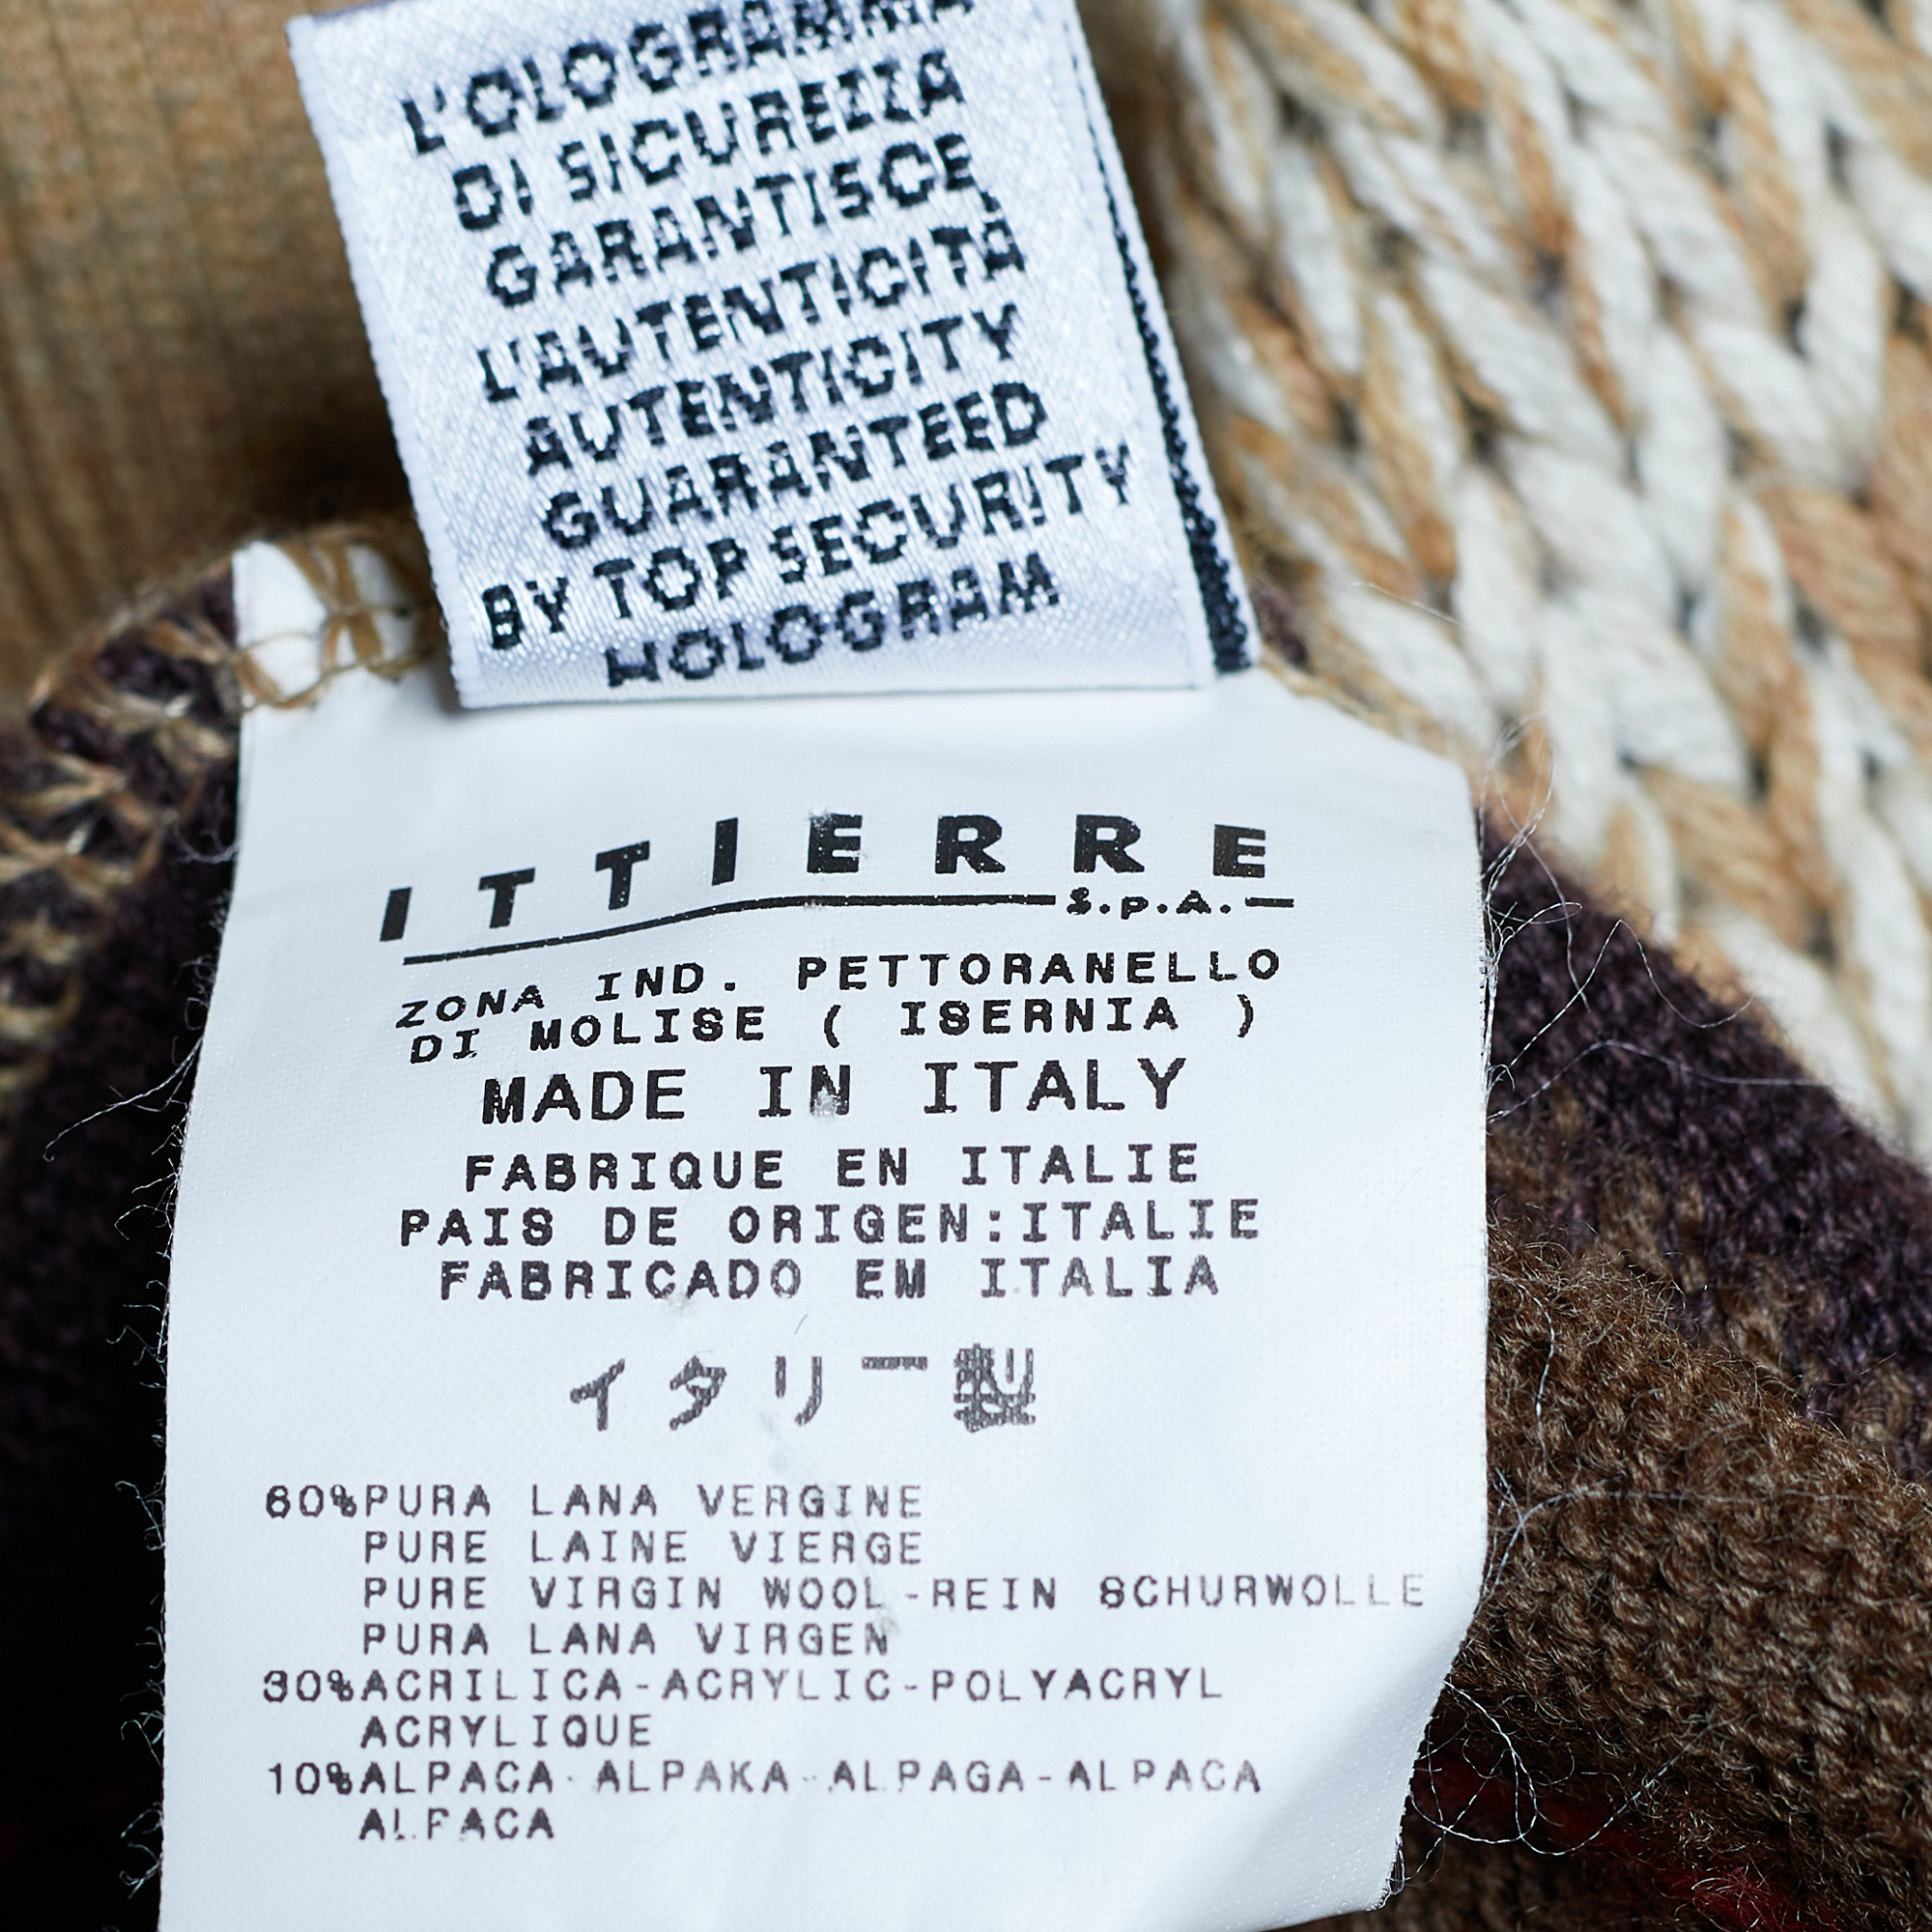 L'OLOGRAMMA
DI SICUREZZA
GARANTISCE
L'AUTENTICITÀ
AUTENTICITY
GUARANTEED
BY TOP SECURITY
HOLOGRAM
ITTIERRE
S.p.A.
ZONA IND. PETTORANELLO
DI MOLISE ( ISERNIA )
MADE IN ITALY
FABRIQUE EN ITALIE
PAIS DE ORIGEN:ITALIE
FABRICADO EM ITALIA
イタリー製
60%PURA LANA VERGINE
PURE LAINE VIERGE
PURE VIRGIN WOOL-REIN SCHURWOLLE
PURA LANA VIRGEN
30%ACRILICA-ACRYLIC-POLYACRYL
ACRYLIQUE
10%ALPACA-ALPAKA-ALPAGA-ALPACA
ALPACA